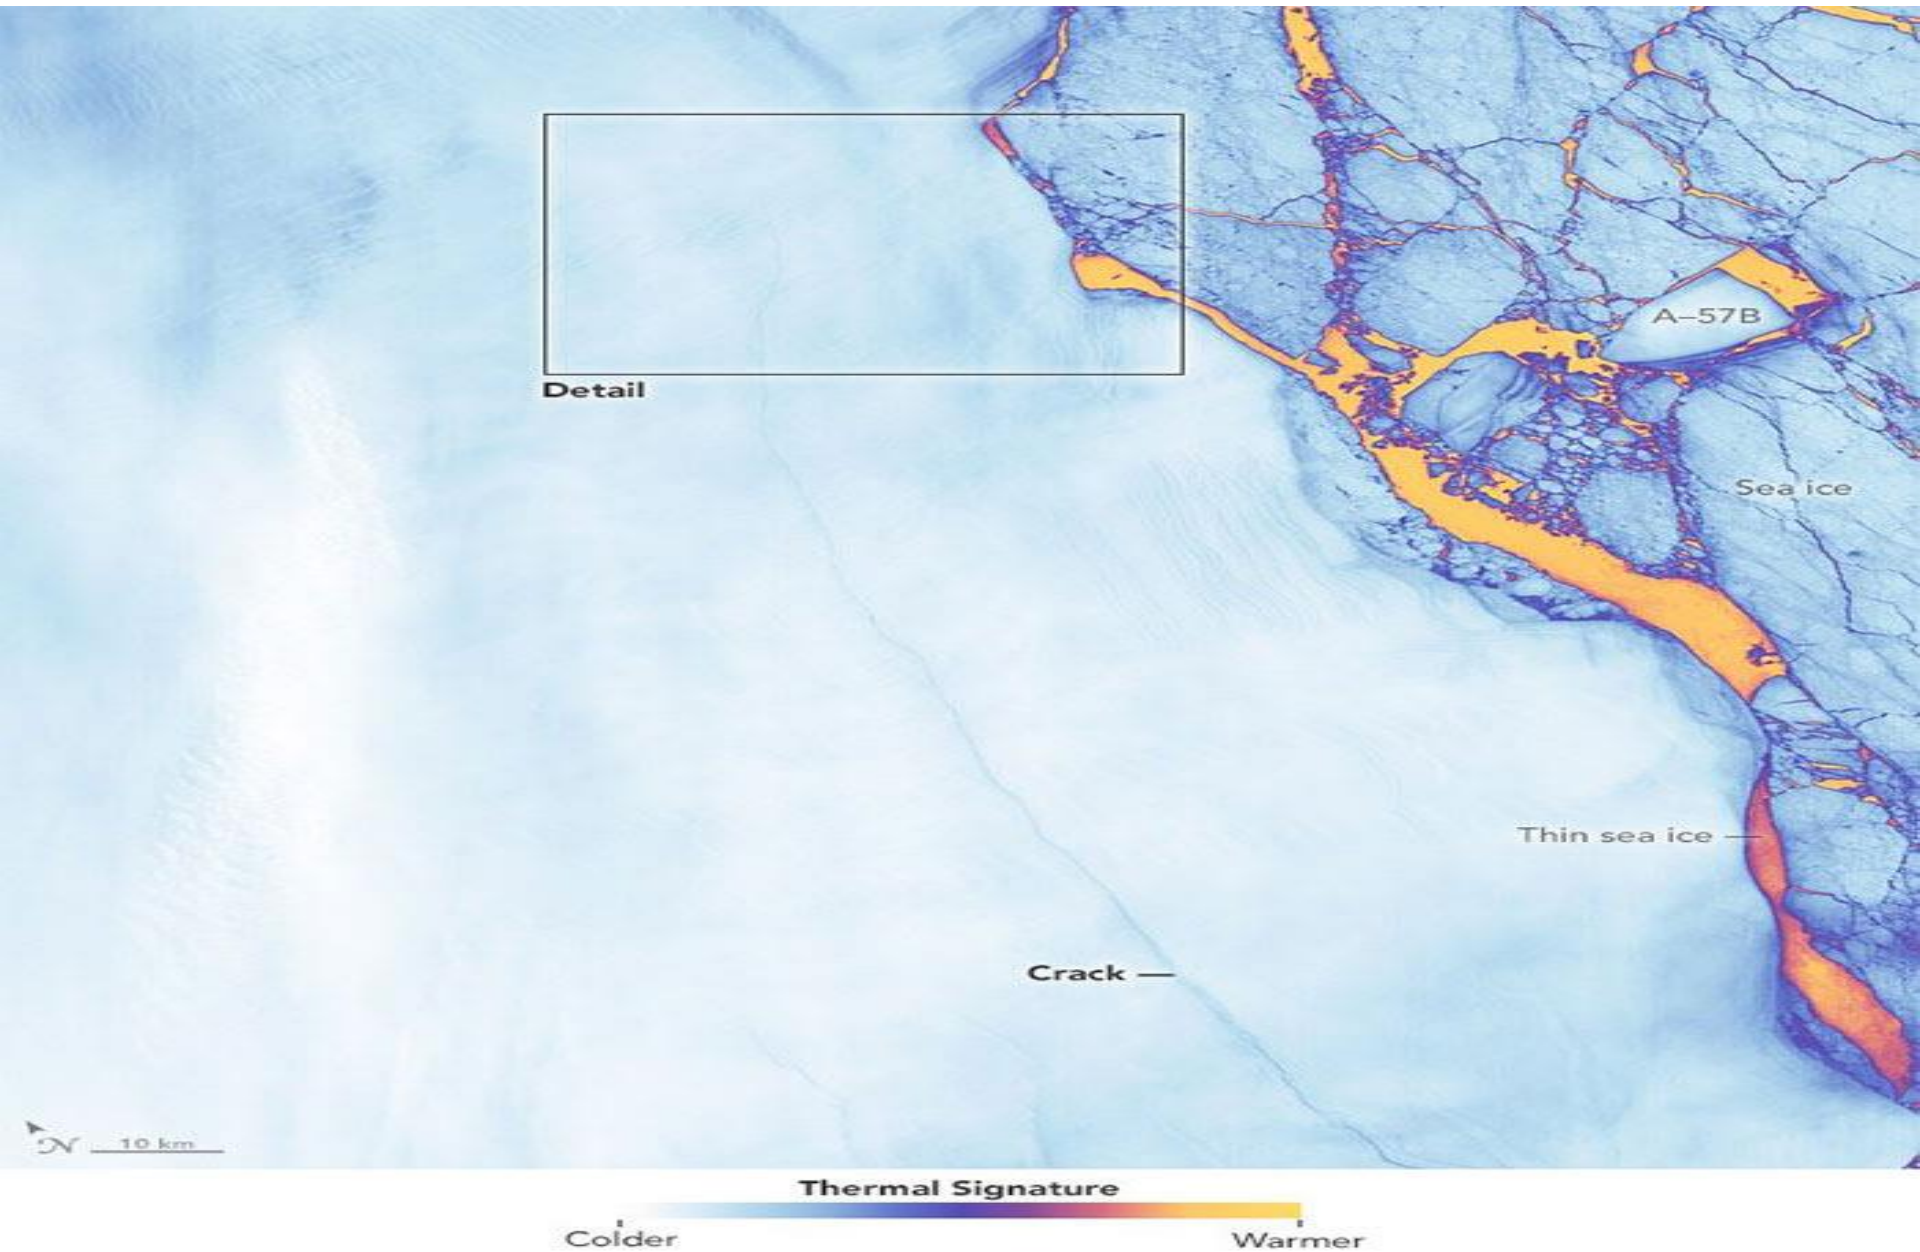 Detail
A–57B
Sea ice
Thin sea ice
Crack
N
10 km
Thermal Signature
Colder
Warmer